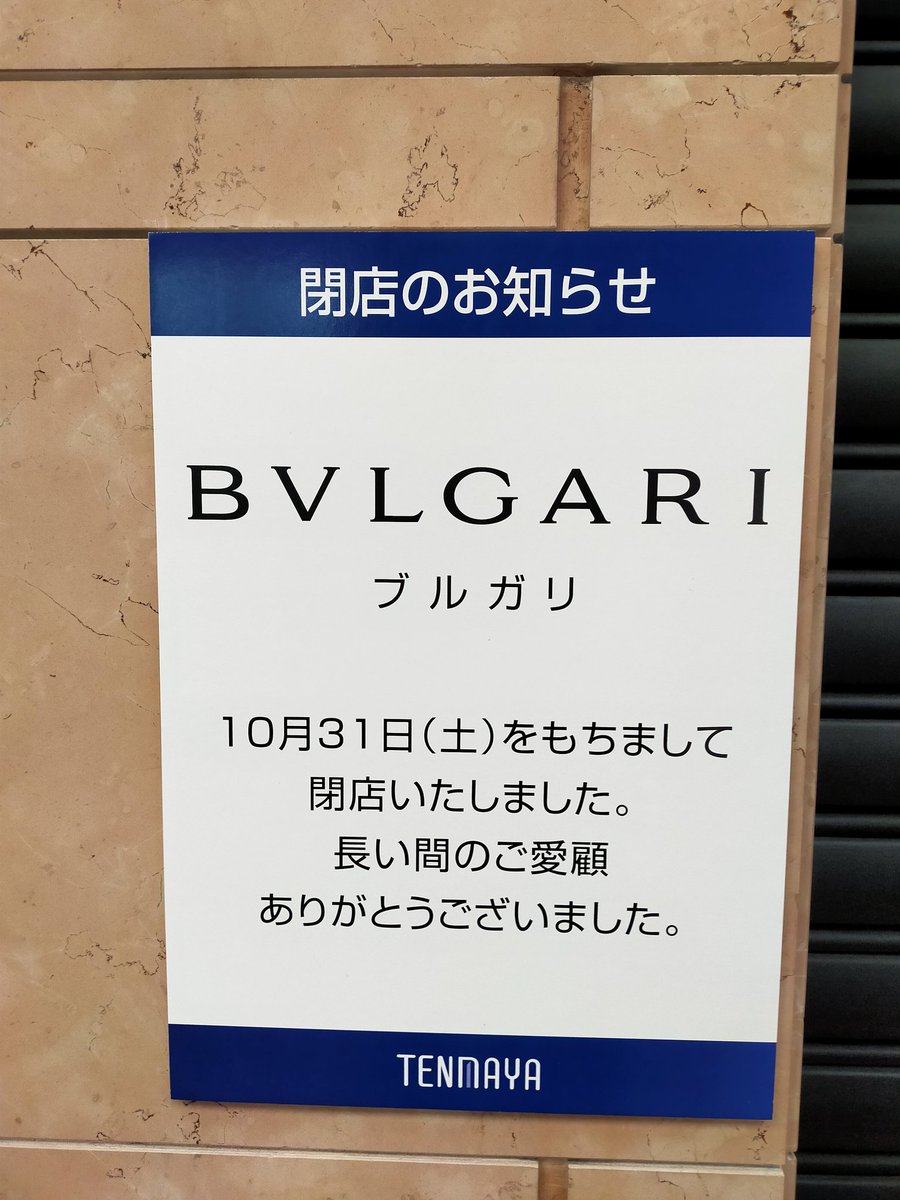 閉店のお知らせ
BVLGARI
ブルガリ
10月31日(土)をもちまして
閉店いたしました。
長い間のご愛顧
ありがとうございました。
TENMAYA